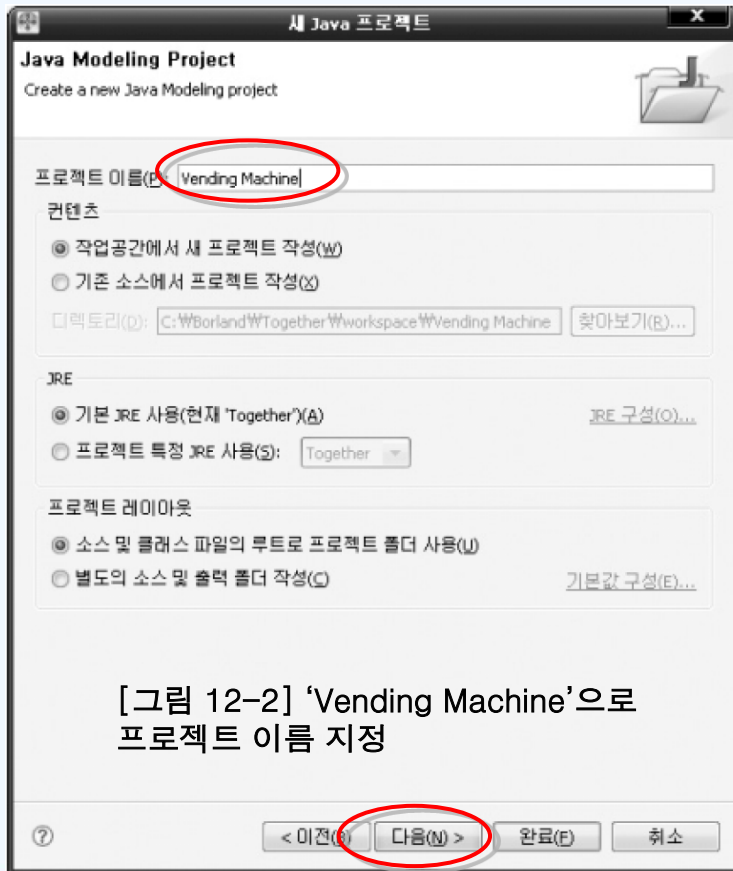 새 Java 프로젝트
x
Java Modeling Project
Create a new Java Modeling project
J
프로젝트 이름(P): Vending Machine
컨텐츠
작업공간에서 새 프로젝트 작성(W)
기존 소스에서 프로젝트 작성(X)
디렉토리(D): C:₩Borland₩Together₩workspace₩Vending Machine 찾아보기(R)...
JRE
기본 JRE 사용(현재 'Together')(A) JRE 구성(O)...
프로젝트 특정 JRE 사용(S): Together
프로젝트 레이아웃
소스 및 클래스 파일의 루트로 프로젝트 폴더 사용(U)
별도의 소스 및 출력 폴더 작성(C) 기본값 구성(E)...
[그림 12-2] ‘Vending Machine’으로
프로젝트 이름 지정
? < 이전(B) 다음(N) > 완료(F) 취소